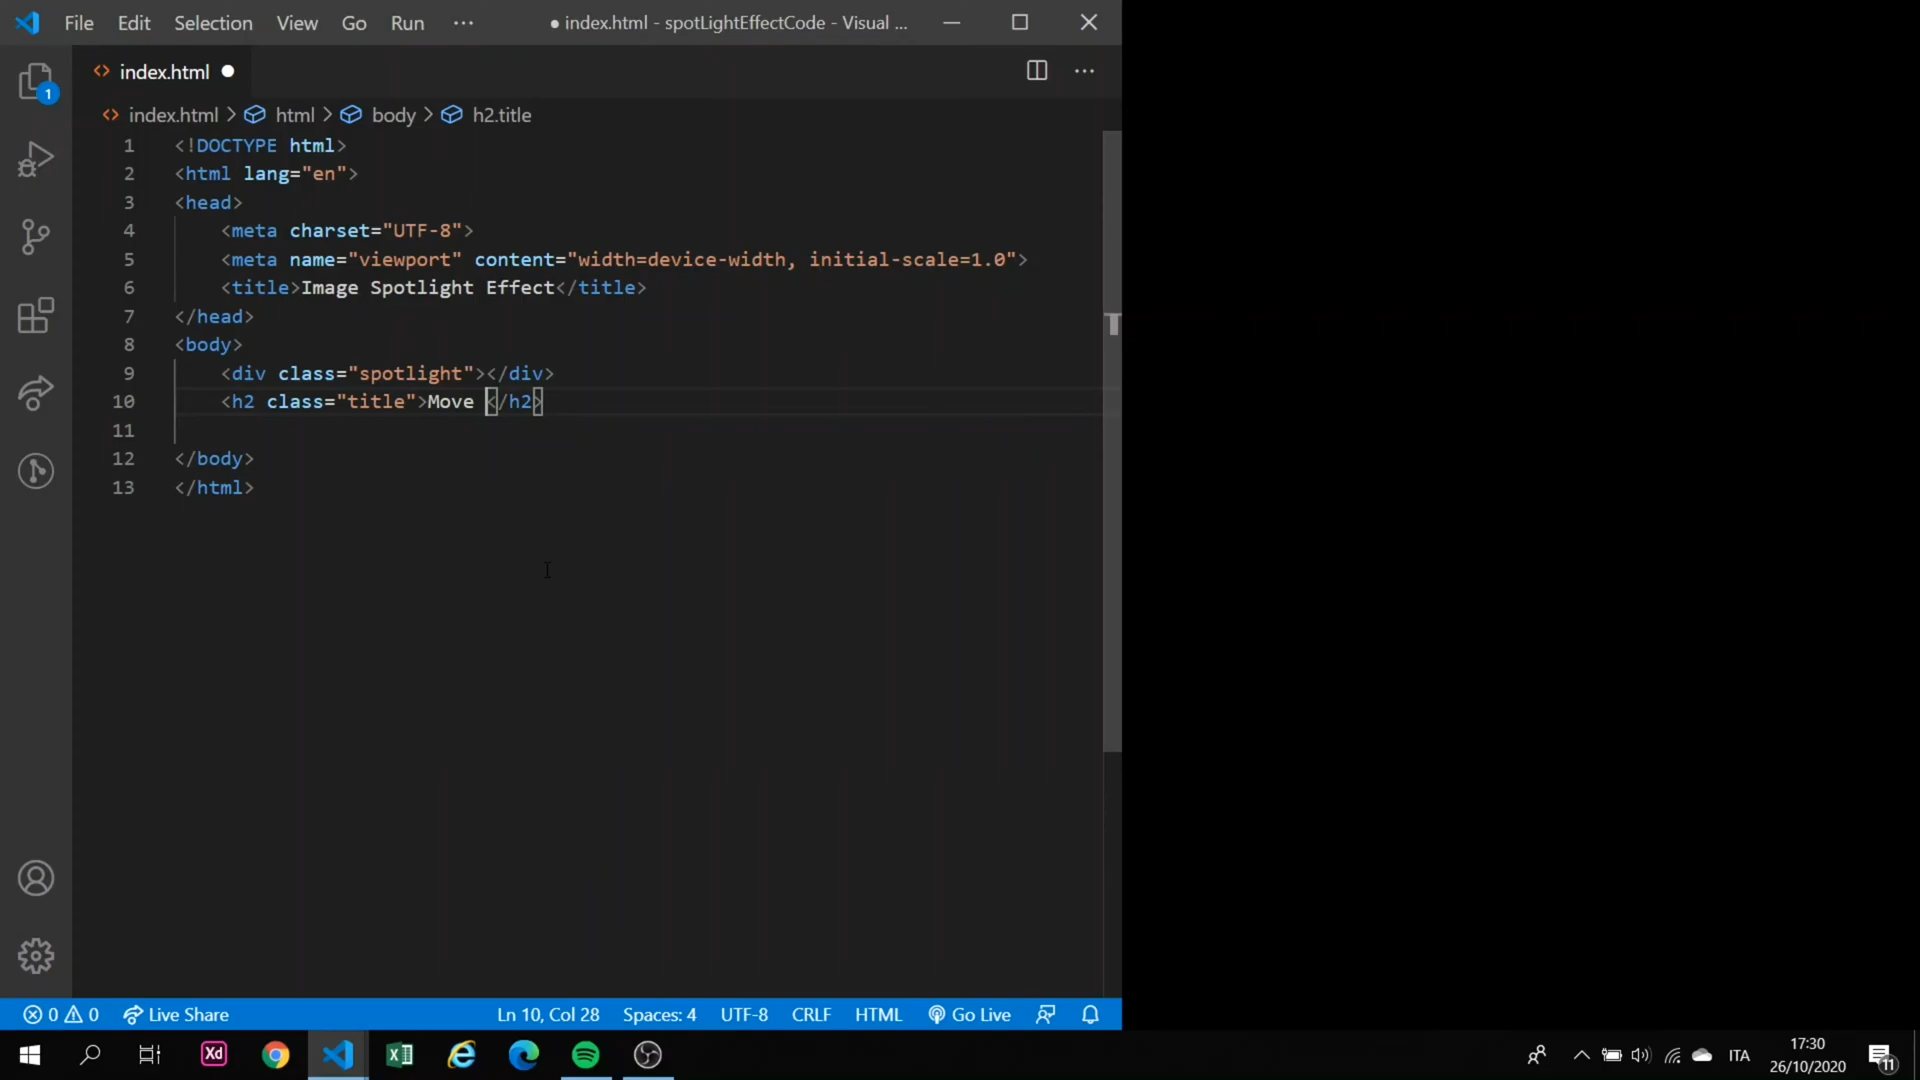 File Edit Selection View Go Run ··· ● index.html - spotLightEffectCode - Visual ...
index.html
1
index.html > html > body > h2.title
1 <!DOCTYPE html>
2 <html lang="en">
3 <head>
4 <meta charset="UTF-8">
5 <meta name="viewport" content="width=device-width, initial-scale=1.0">
6 <title>Image Spotlight Effect</title>
7 </head>
8 <body>
9 <div class="spotlight"></div>
10 <h2 class="title">Move </h2>
11
12 </body>
13 </html>
0 0 Live Share Ln 10, Col 28 Spaces: 4 UTF-8 CRLF HTML Go Live
Xd ITA 17:30
26/10/2020 11